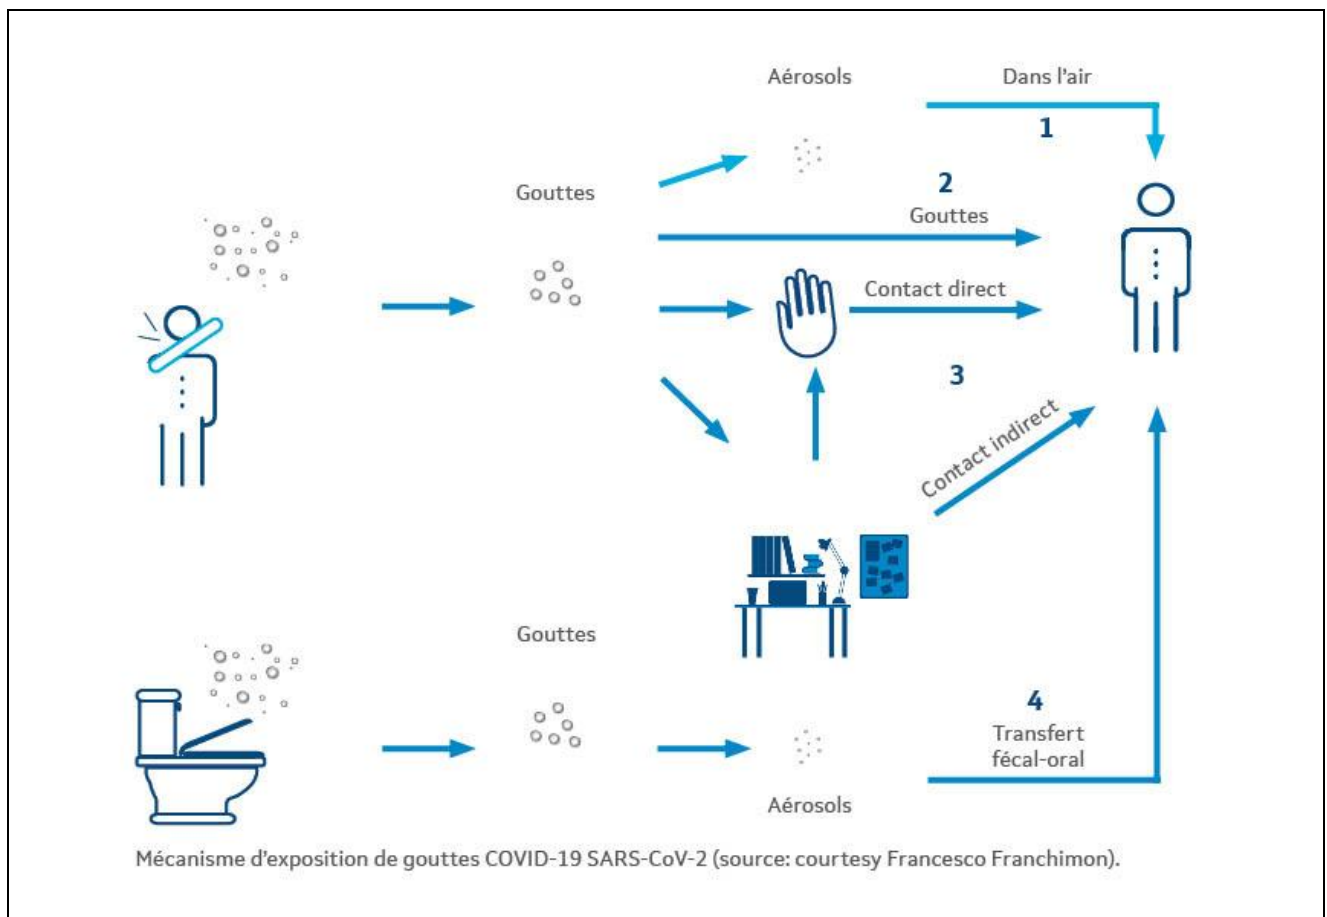 Aérosols
Dans l'air
1
Gouttes
2
Gouttes
Contact direct
3
Contact indirect
Gouttes
4
Transfert
fécal-oral
Aérosols
Mécanisme d'exposition de gouttes COVID-19 SARS-CoV-2 (source: courtesy Francesco Franchimon).